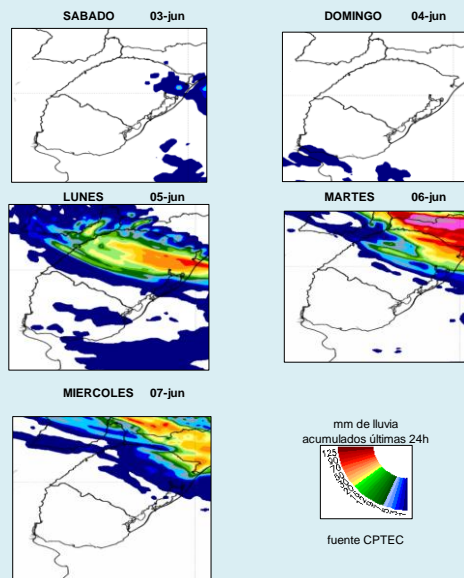 SABADO 03-jun
DOMINGO 04-jun
LUNES 05-jun
MARTES 06-jun
MIERCOLES 07-jun
mm de lluvia
acumulados últimas 24h
fuente CPTEC